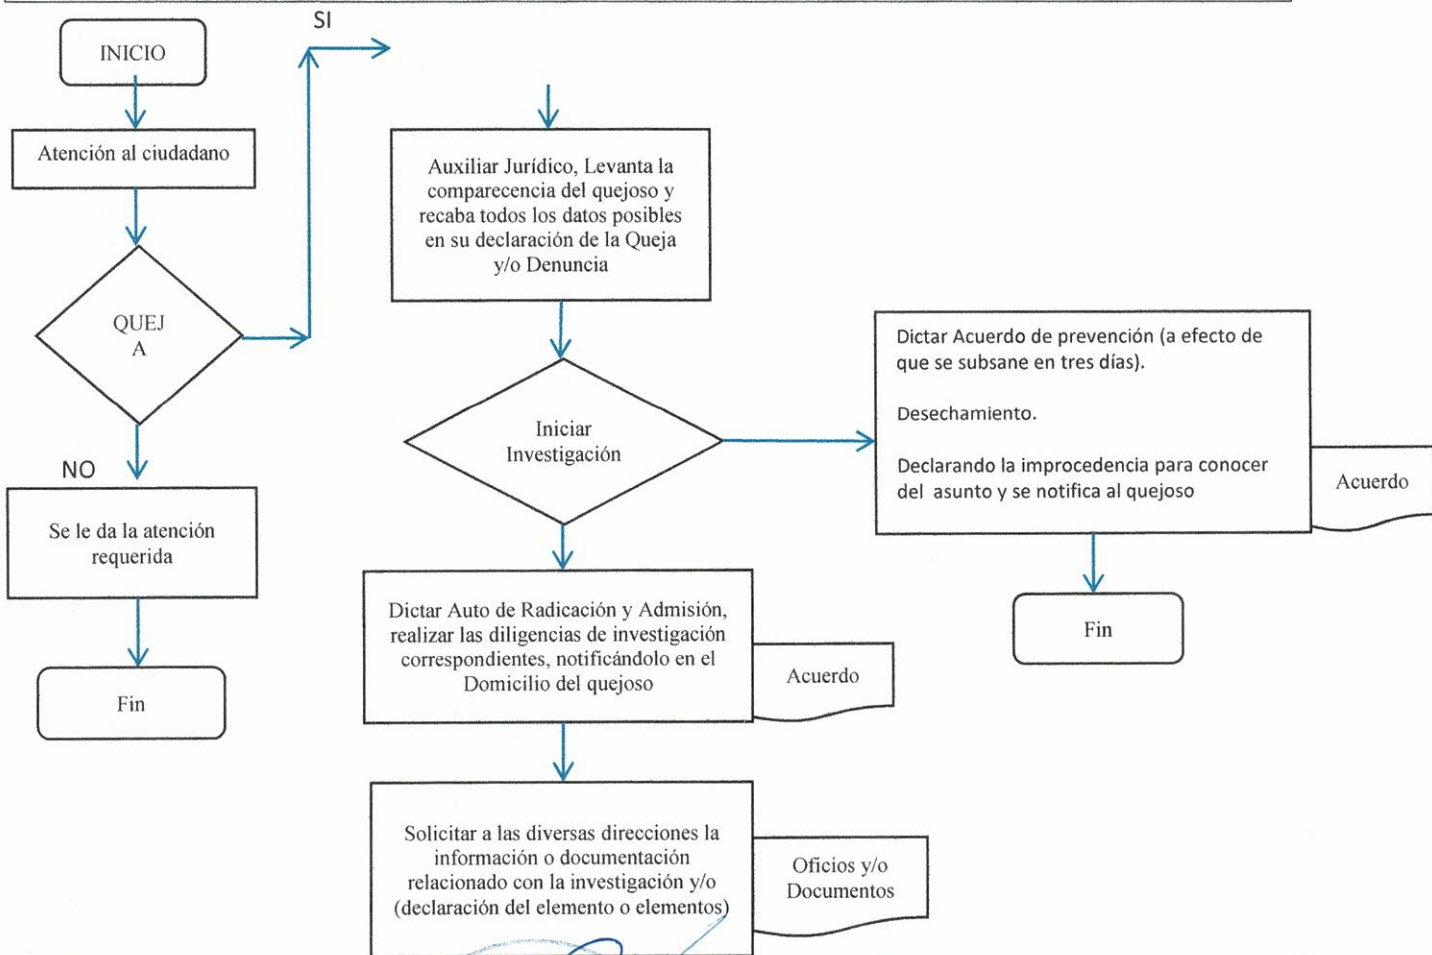 SI
INICIO
Atención al ciudadano
QUEJ
A
NO
Se le da la atención
requerida
Fin
Auxiliar Jurídico, Levanta la
comparecencia del quejoso y
recaba todos los datos posibles
en su declaración de la Queja
y/o Denuncia
Iniciar
Investigación
Dictar Acuerdo de prevención (a efecto de
que se subsane en tres días).
Desechamiento.
Declarando la improcedencia para conocer
del asunto y se notifica al quejoso
Acuerdo
Fin
Dictar Auto de Radicación y Admisión,
realizar las diligencias de investigación
correspondientes, notificándolo en el
Domicilio del quejoso
Acuerdo
Solicitar a las diversas direcciones la
información o documentación
relacionado con la investigación y/o
(declaración del elemento o elementos)
Oficios y/o
Documentos